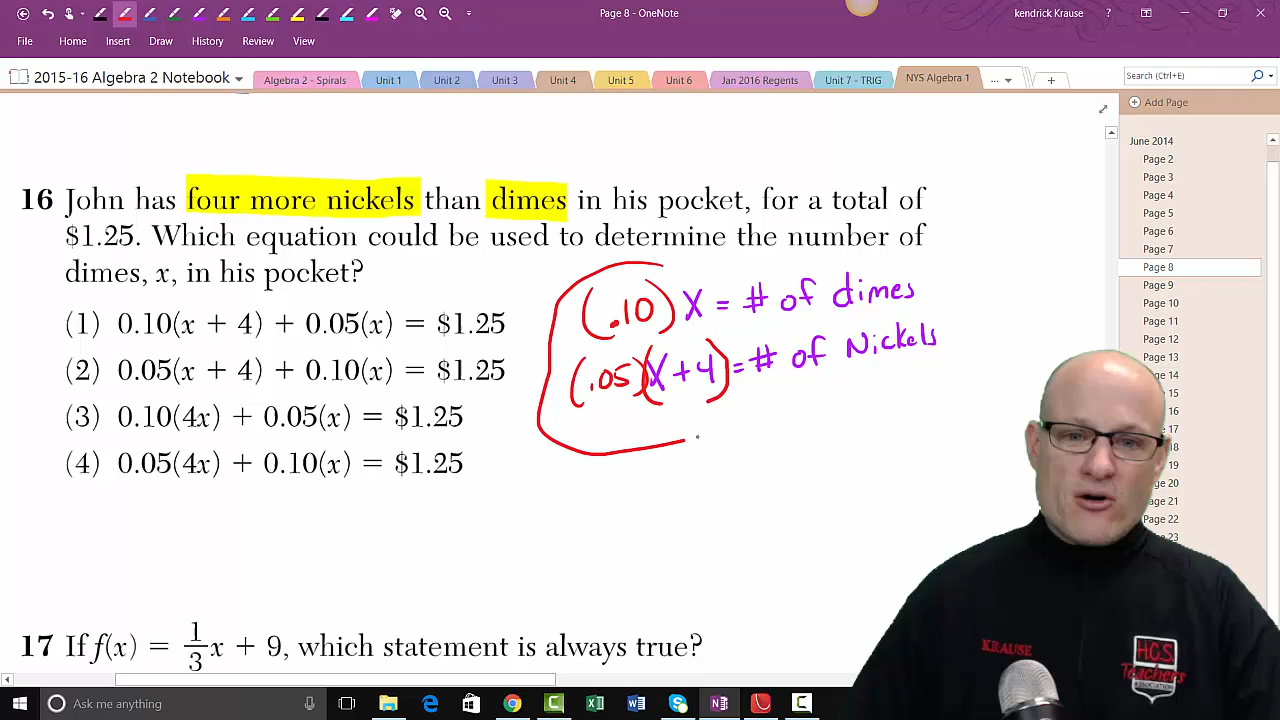 Page 8 - OneNote
kendrick Krause
File Home Insert Draw History Review View
2015-16 Algebra 2 Notebook
Algebra 2 - Spirals Unit 1 Unit 2 Unit 3 Unit 4 Unit 5 Unit 6 Jan 2016 Regents Unit 7 - TRIG NYS Algebra 1 ...
Search (Ctrl+E)
Add Page
June 2014
Page 2
Page 3
Page 4
Page 5
Page 6
Page 7
Page 8
Page 9
Page 10
Page 11
Page 12
Page 13
Page 14
Page 15
Page 16
Page 20
Page 21
Page 22
16 John has four more nickels than dimes in his pocket, for a total of
$1.25. Which equation could be used to determine the number of
dimes, x, in his pocket?
(1) 0.10(x + 4) + 0.05(x) = $1.25
(2) 0.05(x + 4) + 0.10(x) = $1.25
(3) 0.10(4x) + 0.05(x) = $1.25
(4) 0.05(4x) + 0.10(x) = $1.25
(.10) X = # of dimes
(.05)(X + 4) = # of Nickels
17 If f(x) = 1/3 x + 9, which statement is always true?
KRAUSE
H.C.S.
Teachers
ASSOCIATION
Ask me anything